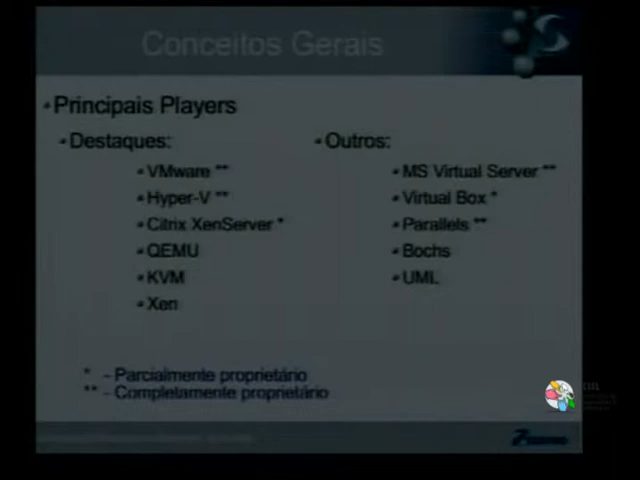 Conceitos Gerais
Principais Players
Destaques:
VMware **
Hyper-V **
Citrix XenServer *
QEMU
KVM
Xen
Outros:
MS Virtual Server **
Virtual Box *
Parallels **
Bochs
UML
* - Parcialmente proprietário
** - Completamente proprietário